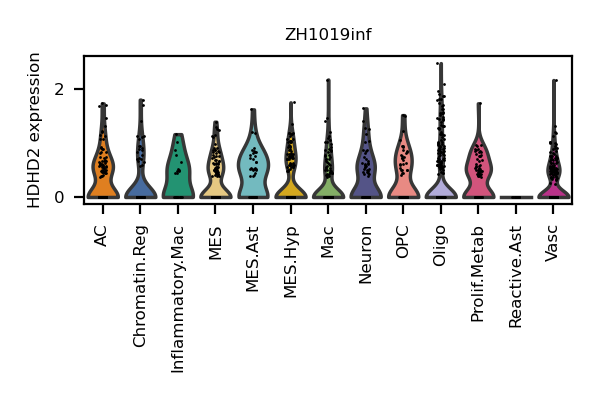 ZH1019inf
HDHD2 expression
2
0
AC
Chromatin.Reg
Inflammatory.Mac
MES
MES.Ast
MES.Hyp
Mac
Neuron
OPC
Oligo
Prolif.Metab
Reactive.Ast
Vasc